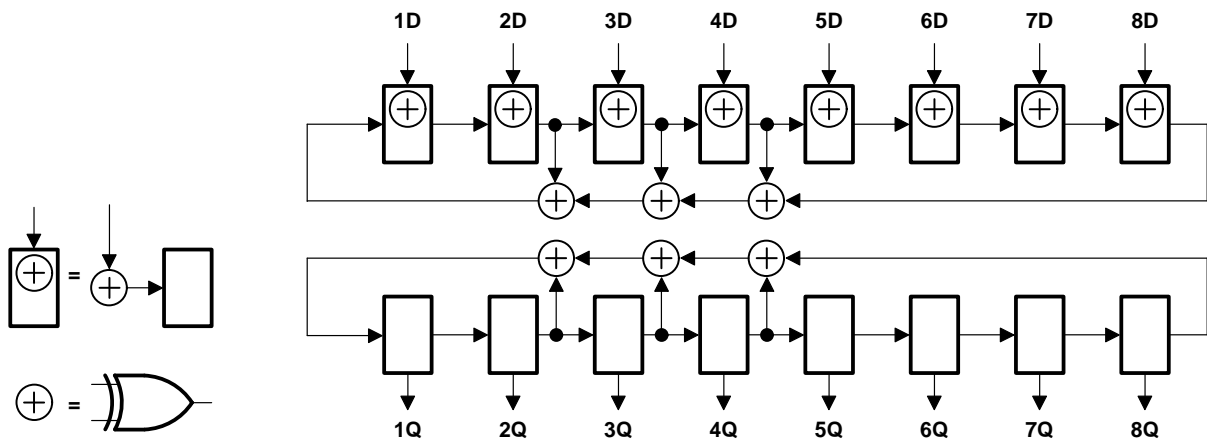 1D 2D 3D 4D 5D 6D 7D 8D
=
=
1Q 2Q 3Q 4Q 5Q 6Q 7Q 8Q